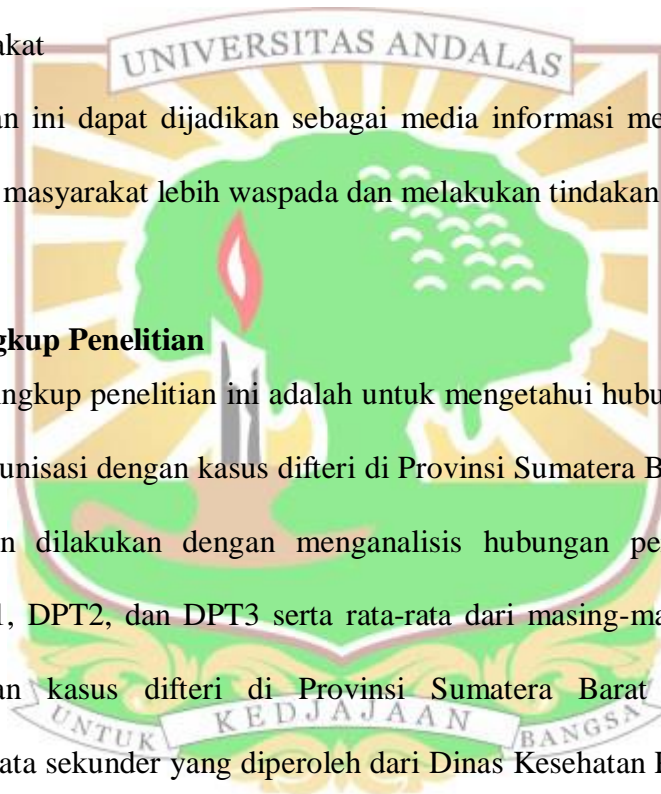 akat
UNIVERSITAS ANDALAS
an ini dapat dijadikan sebagai media informasi me
masyarakat lebih waspada dan melakukan tindakan
gkup Penelitian
ingkup penelitian ini adalah untuk mengetahui hubu
unisasi dengan kasus difteri di Provinsi Sumatera B
n dilakukan dengan menganalisis hubungan pe
1, DPT2, dan DPT3 serta rata-rata dari masing-ma
an kasus difteri di Provinsi Sumatera Barat
UNTUK KEDJAJAAN BANGSA
ata sekunder yang diperoleh dari Dinas Kesehatan P